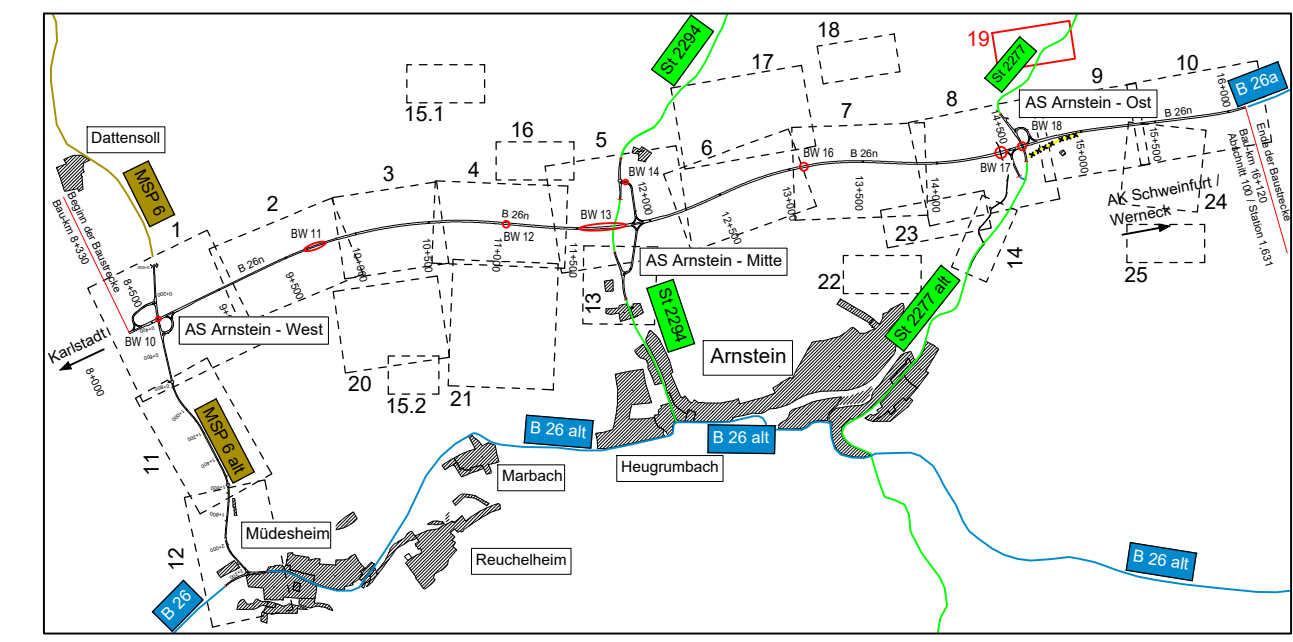 18
St 2294
19
St 2277
17
10
9
16+000
B 26a
15.1
8
AS Arnstein - Ost
Dattensoll
7
B 26n
BW 18
14+500
16
5
6
BW 16
B 26n
BW 17
15+000
15+500
Ende der Baustrecke
Bau-km 16+120
Abschnitt 100 / Station 1,631
MSP 6
3
4
BW 14
12+000
13+000
13+500
14+000
AK Schweinfurt /
Werneck
24
Beginn der Baustrecke
Bau-km 8+330
1
2
B 26n
BW 13
BW 11
BW 12
12+500
23
B 26n
10+000
10+500
11+000
11+500
AS Arnstein - Mitte
14
25
8+500
9+500
22
13
BW 10
AS Arnstein - West
St 2294
St 2277 alt
Karlstadt
8+000
Arnstein
20
15.2
21
MSP 6 alt
B 26 alt
B 26 alt
11
Heugrumbach
Marbach
12
Müdesheim
Reuchelheim
B 26 alt
B 26